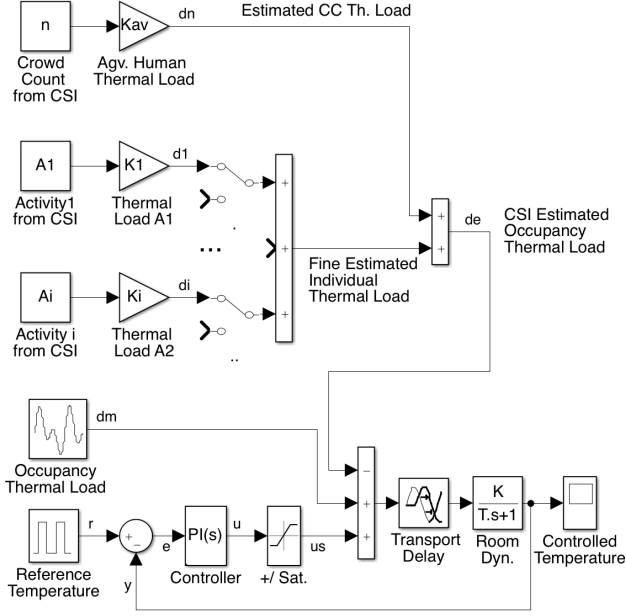 n
Kav
dn
Estimated CC Th. Load
Crowd
Count
from CSI
Agv. Human
Thermal Load
A1
K1
d1
+
Activity1
from CSI
Thermal
Load A1
.
...
+
+
+
de
CSI Estimated
Occupancy
Thermal Load
Fine Estimated
Individual
Thermal Load
Ai
Ki
di
+
Activity i
from CSI
Thermal
Load A2
..
dm
Occupancy
Thermal Load
−
+
+
r
+
−
e
PI(s)
u
us
K
T.s+1
Reference
Temperature
y
Controller
+/ Sat.
Transport
Delay
Room
Dyn.
Controlled
Temperature